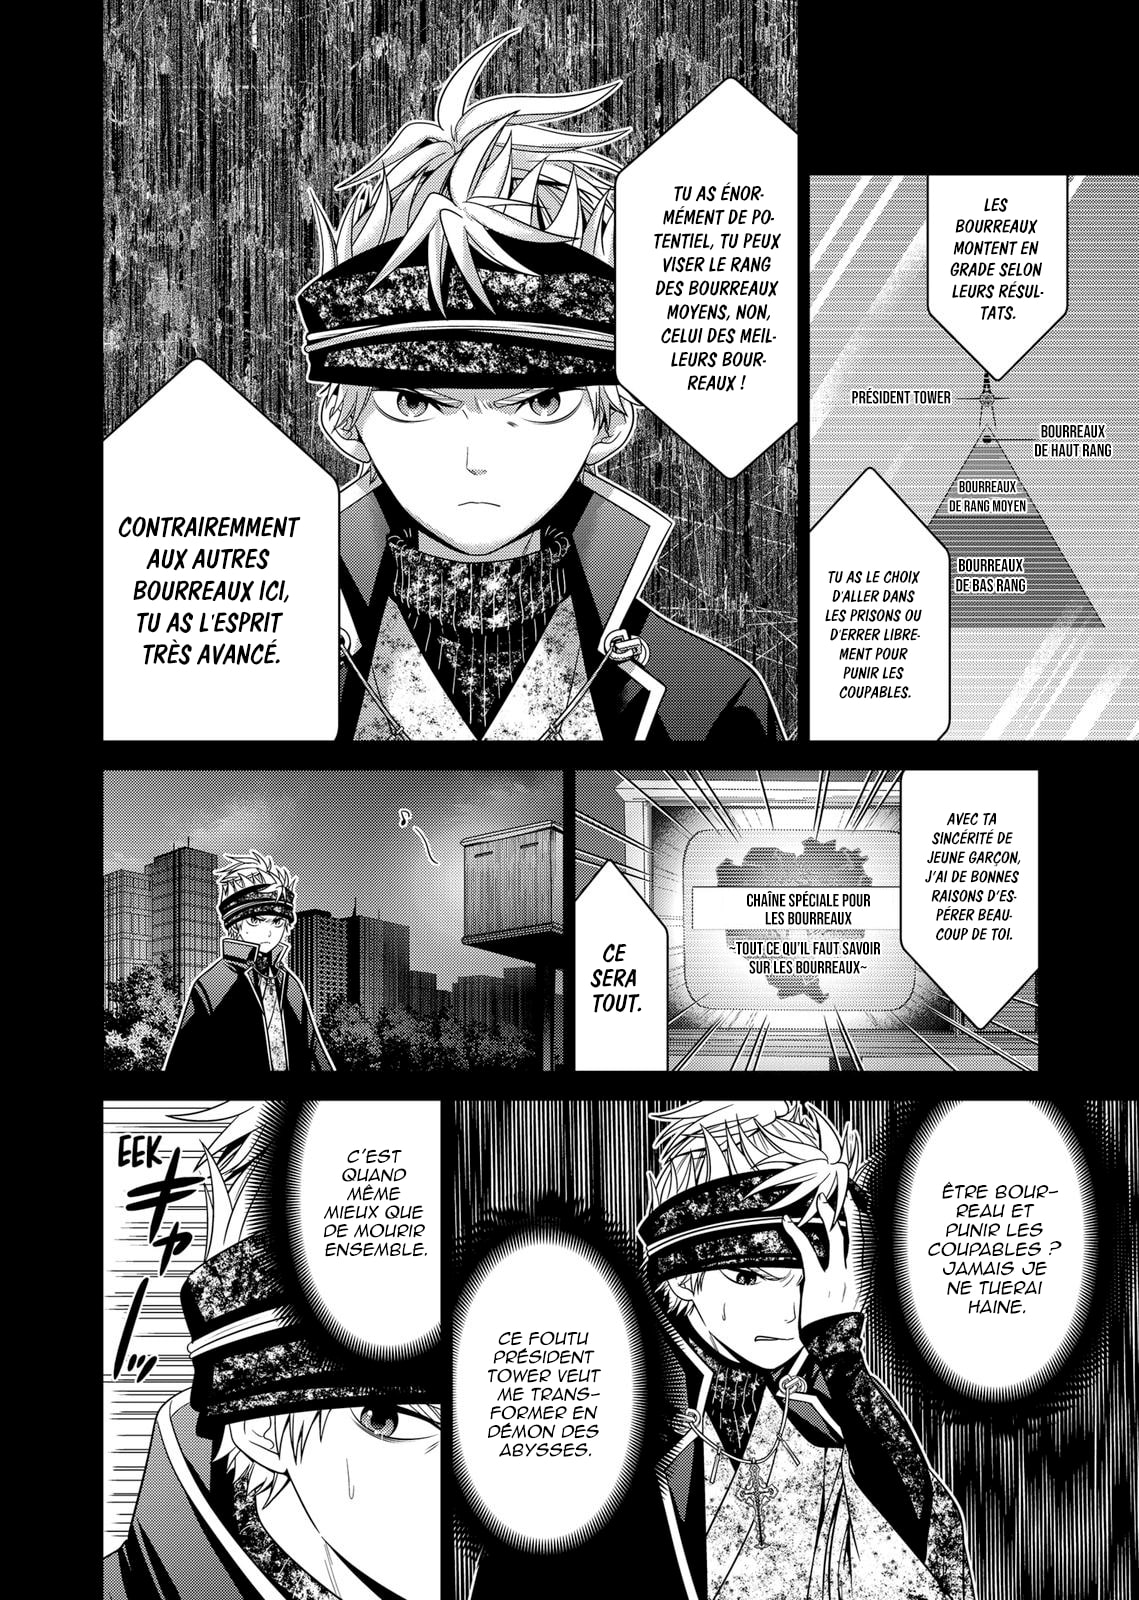 LES
BOURREAUX
MONTENT EN
GRADE SELON
LEURS RÉSUL-
TATS.
PRÉSIDENT TOWER
BOURREAUX
DE HAUT RANG
BOURREAUX
DE RANG MOYEN
BOURREAUX
DE BAS RANG
TU AS LE CHOIX
D'ALLER DANS
LES PRISONS OU
D'ERRER LIBRE-
MENT POUR
PUNIR LES
COUPABLES.
TU AS ÉNOR-
MÉMENT DE PO-
TENTIEL, TU PEUX
VISER LE RANG
DES BOURREAUX
MOYENS, NON,
CELUI DES MEIL-
LEURS BOUR-
REAUX !
CONTRAIREMMENT
AUX AUTRES
BOURREAUX ICI,
TU AS L'ESPRIT
TRÈS AVANCÉ.
AVEC TA
SINCÉRITÉ DE
JEUNE GARÇON,
J'AI DE BONNES
RAISONS D'ES-
PÉRER BEAU-
COUP DE TOI.
CHAÎNE SPÉCIALE POUR
LES BOURREAUX
~TOUT CE QU'IL FAUT SAVOIR
SUR LES BOURREAUX~
CE
SERA
TOUT.
♪
ÊTRE BOUR-
REAU ET
PUNIR LES
COUPABLES ?
JAMAIS JE
NE TUERAI
HAINE.
CE FOUTU
PRÉSIDENT
TOWER VEUT
ME TRANS-
FORMER EN
DÉMON DES
ABYSSES.
C'EST
QUAND MÊME
MIEUX QUE
DE MOURIR
ENSEMBLE.
EEK
キャーッ